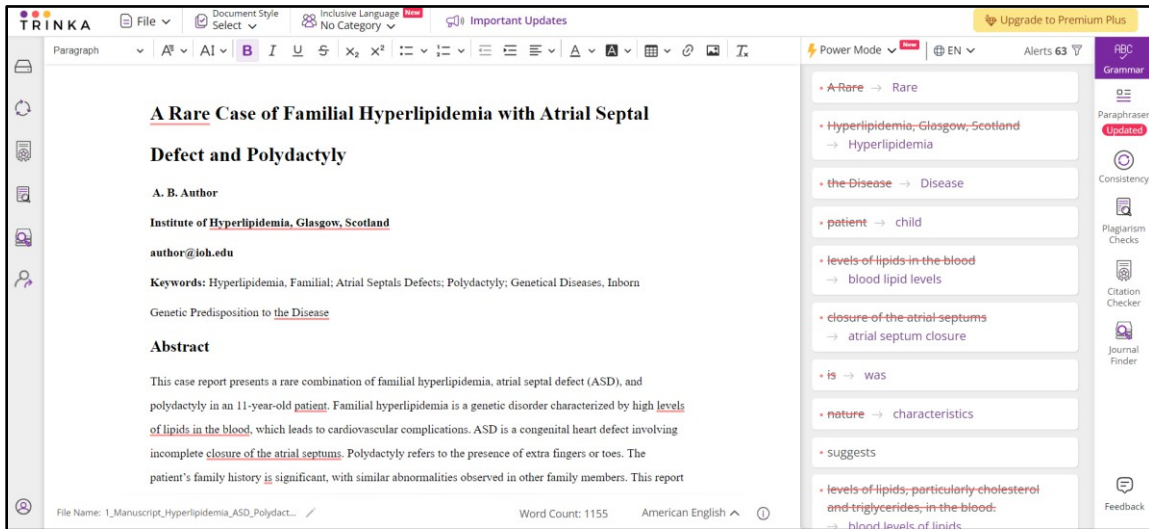 TRINKA
File
Document Style
Select
Inclusive Language New
No Category
Important Updates
Upgrade to Premium Plus
Paragraph
AI
B I U S X₂ X²
A A
Tx
Power Mode New
EN
Alerts 63
ABC
Grammar
Paraphraser
Updated
Consistency
Plagiarism
Checks
Citation
Checker
Journal
Finder
Feedback
A Rare Case of Familial Hyperlipidemia with Atrial Septal
Defect and Polydactyly
A. B. Author
Institute of Hyperlipidemia, Glasgow, Scotland
author@ioh.edu
Keywords: Hyperlipidemia, Familial; Atrial Septals Defects; Polydactyly; Genetical Diseases, Inborn
Genetic Predisposition to the Disease
Abstract
This case report presents a rare combination of familial hyperlipidemia, atrial septal defect (ASD), and
polydactyly in an 11-year-old patient. Familial hyperlipidemia is a genetic disorder characterized by high levels
of lipids in the blood, which leads to cardiovascular complications. ASD is a congenital heart defect involving
incomplete closure of the atrial septums. Polydactyly refers to the presence of extra fingers or toes. The
patient's family history is significant, with similar abnormalities observed in other family members. This report
A Rare → Rare
Hyperlipidemia, Glasgow, Scotland
→ Hyperlipidemia
the Disease → Disease
patient → child
levels of lipids in the blood
→ blood lipid levels
closure of the atrial septums
→ atrial septum closure
is → was
nature → characteristics
suggests
levels of lipids, particularly cholesterol
and triglycerides, in the blood.
→ blood levels of lipids
File Name: 1_Manuscript_Hyperlipidemia_ASD_Polydact...
Word Count: 1155
American English